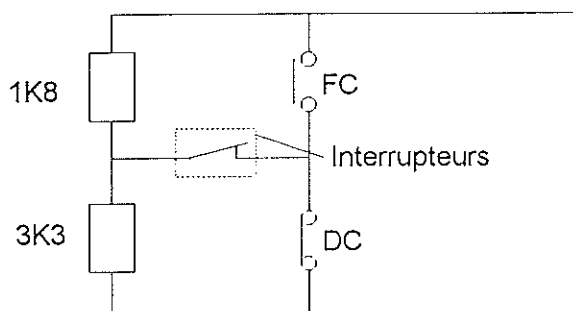 1K8
FC
Interrupteurs
3K3
DC